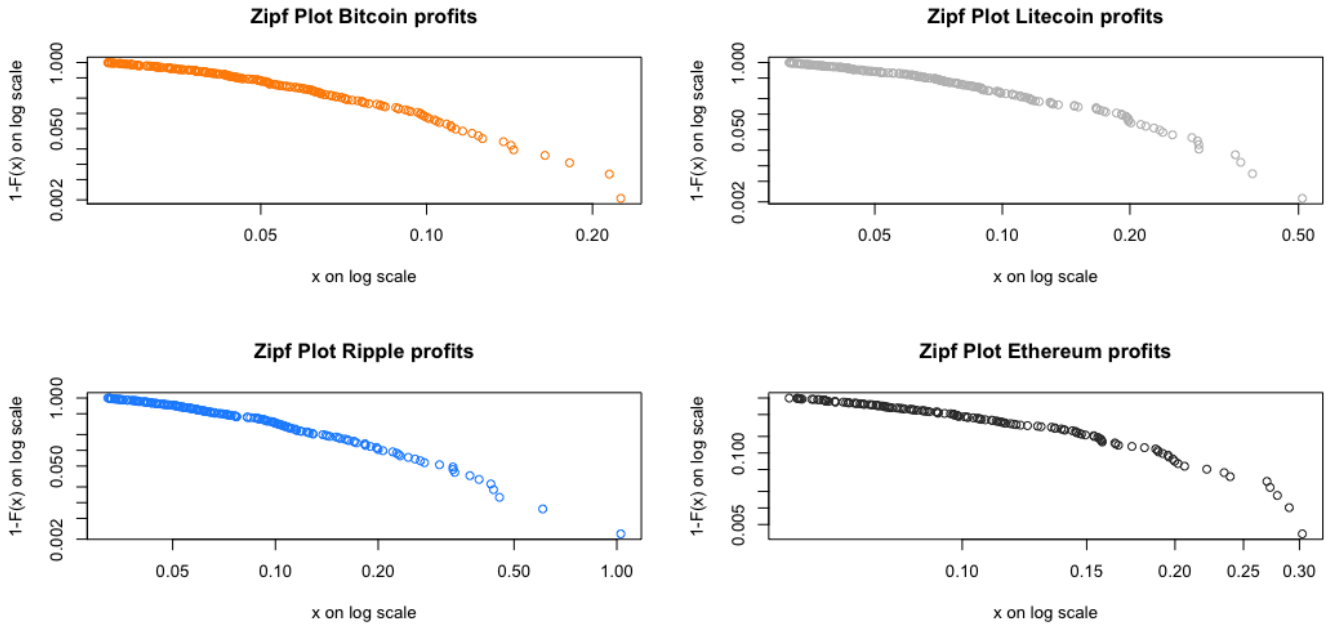 Zipf Plot Bitcoin profits
1-F(x) on log scale
1.000
0.050
0.002
0.05 0.10 0.20
x on log scale
Zipf Plot Litecoin profits
1-F(x) on log scale
1.000
0.050
0.002
0.05 0.10 0.20 0.50
x on log scale
Zipf Plot Ripple profits
1-F(x) on log scale
1.000
0.050
0.002
0.05 0.10 0.20 0.50 1.00
x on log scale
Zipf Plot Ethereum profits
1-F(x) on log scale
0.100
0.005
0.10 0.15 0.20 0.25 0.30
x on log scale